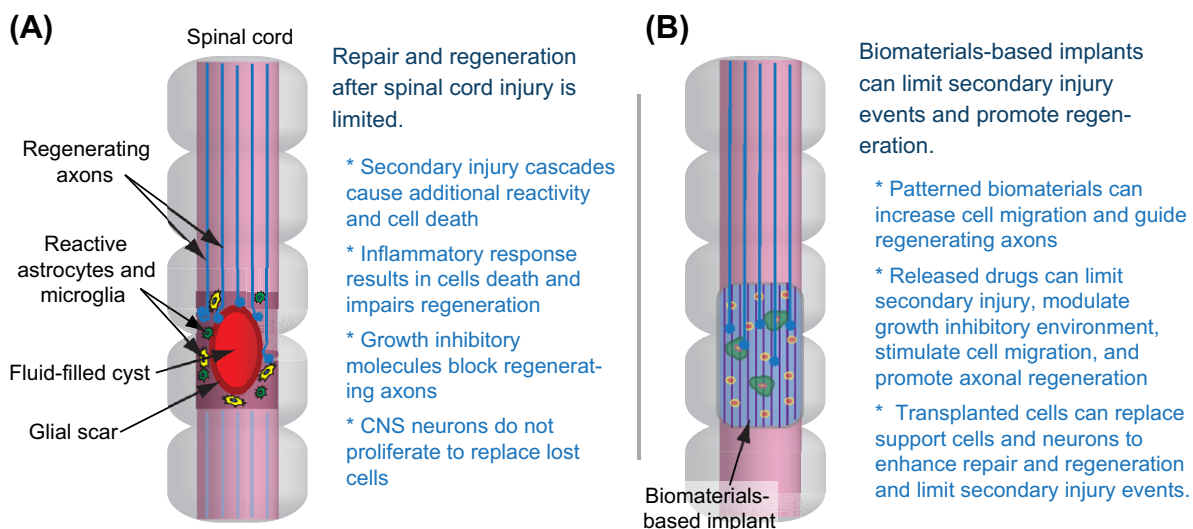 (A)
Spinal cord
Regenerating
axons
Reactive
astrocytes and
microglia
Fluid-filled cyst
Glial scar
Repair and regeneration
after spinal cord injury is
limited.
* Secondary injury cascades
cause additional reactivity
and cell death
* Inflammatory response
results in cells death and
impairs regeneration
* Growth inhibitory
molecules block regenerat-
ing axons
* CNS neurons do not
proliferate to replace lost
cells
(B)
Biomaterials-
based implant
Biomaterials-based implants
can limit secondary injury
events and promote regen-
eration.
* Patterned biomaterials can
increase cell migration and guide
regenerating axons
* Released drugs can limit
secondary injury, modulate
growth inhibitory environment,
stimulate cell migration, and
promote axonal regeneration
* Transplanted cells can replace
support cells and neurons to
enhance repair and regeneration
and limit secondary injury events.